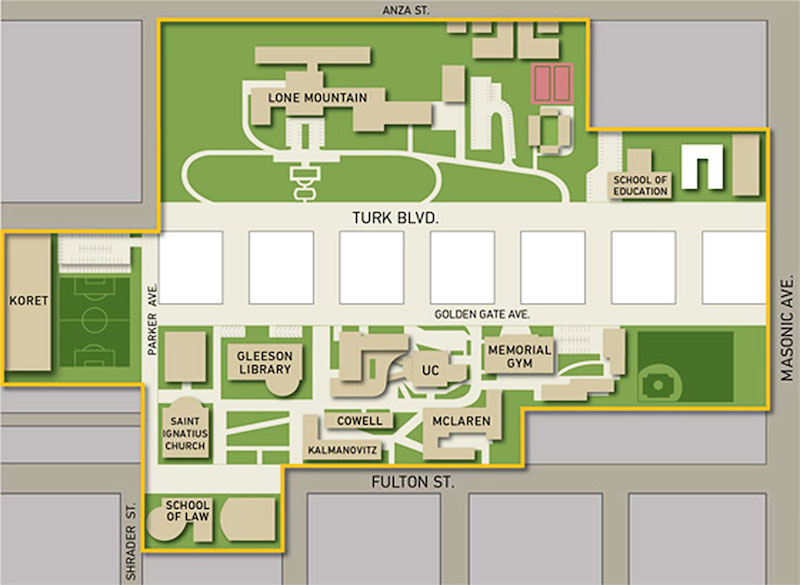 ANZA ST.
LONE MOUNTAIN
SCHOOL OF
EDUCATION
TURK BLVD.
KORET
PARKER AVE.
MASONIC AVE.
GOLDEN GATE AVE.
GLEESON
LIBRARY
UC
MEMORIAL
GYM
SAINT
IGNATIUS
CHURCH
COWELL
MCLAREN
KALMANOVITZ
FULTON ST.
SCHOOL
OF LAW
SHRADER ST.